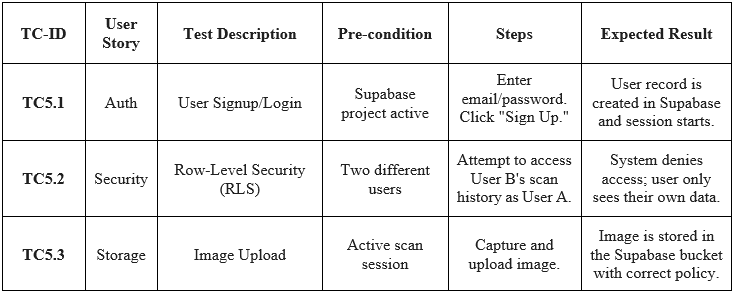 TC-ID
User
Story
Test Description
Pre-condition
Steps
Expected Result
TC5.1
Auth
User Signup/Login
Supabase
project active
Enter
email/password.
Click "Sign Up."
User record is
created in Supabase
and session starts.
TC5.2
Security
Row-Level Security
(RLS)
Two different
users
Attempt to access
User B's scan
history as User A.
System denies
access; user only
sees their own data.
TC5.3
Storage
Image Upload
Active scan
session
Capture and
upload image.
Image is stored in
the Supabase bucket
with correct policy.